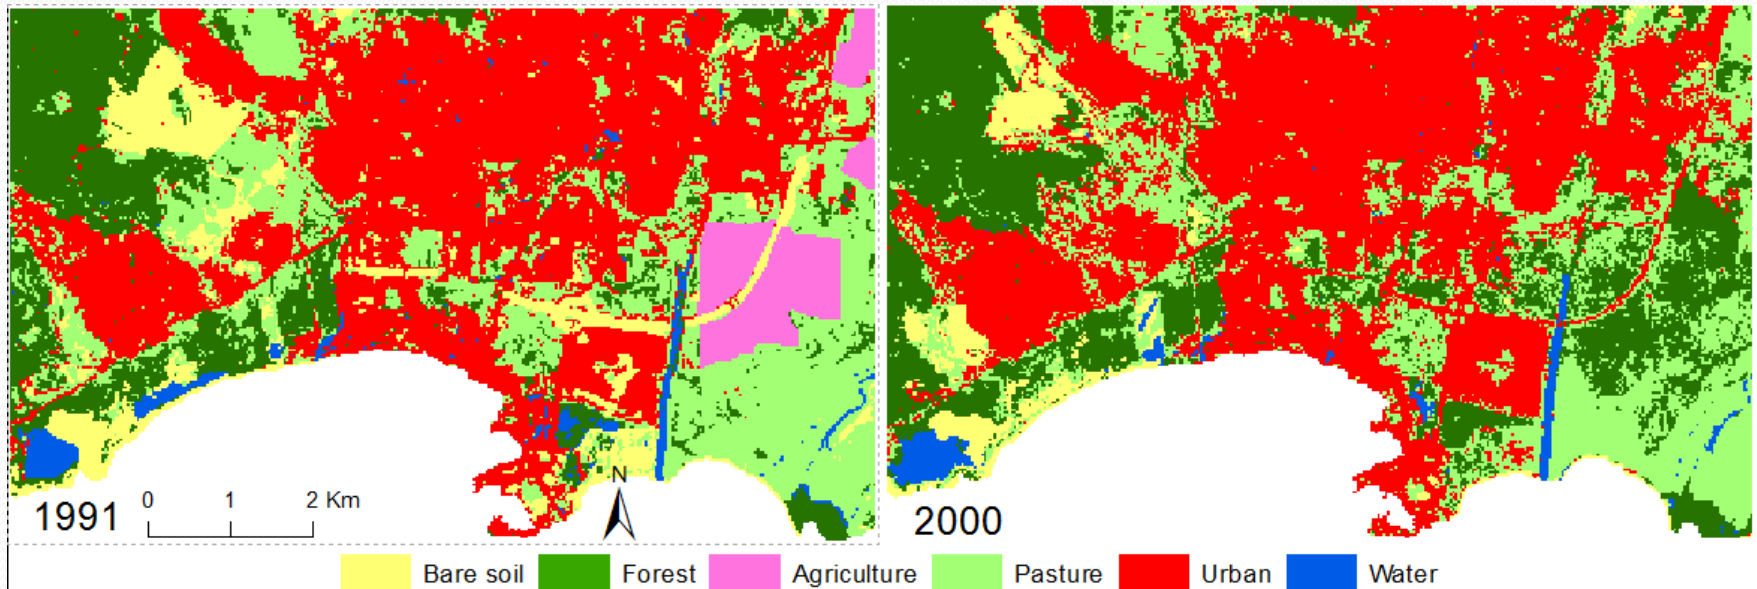 N
0 1 2 Km
1991
2000
Bare soil Forest Agriculture Pasture Urban Water